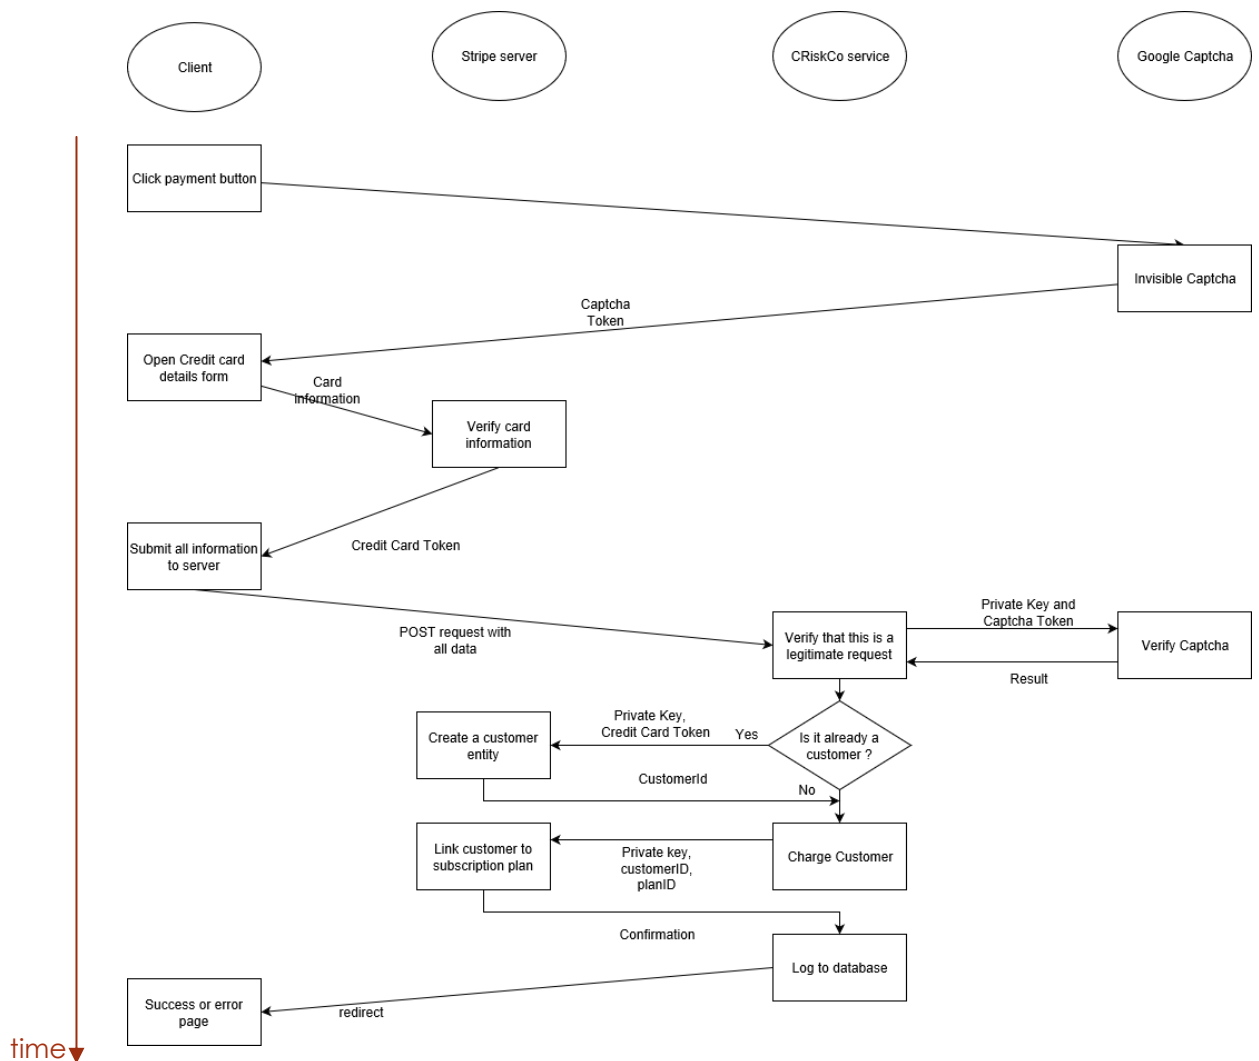 Client
Stripe server
CRiskCo service
Google Captcha
Click payment button
Invisible Captcha
Captcha
Token
Open Credit card
details form
Card
information
Verify card
information
Submit all information
to server
Credit Card Token
POST request with
all data
Verify that this is a
legitimate request
Private Key and
Captcha Token
Verify Captcha
Result
Create a customer
entity
Private Key,
Credit Card Token
Yes
Is it already a
customer ?
CustomerId
No
Link customer to
subscription plan
Private key,
customerID,
planID
Charge Customer
Confirmation
Log to database
Success or error
page
redirect
time